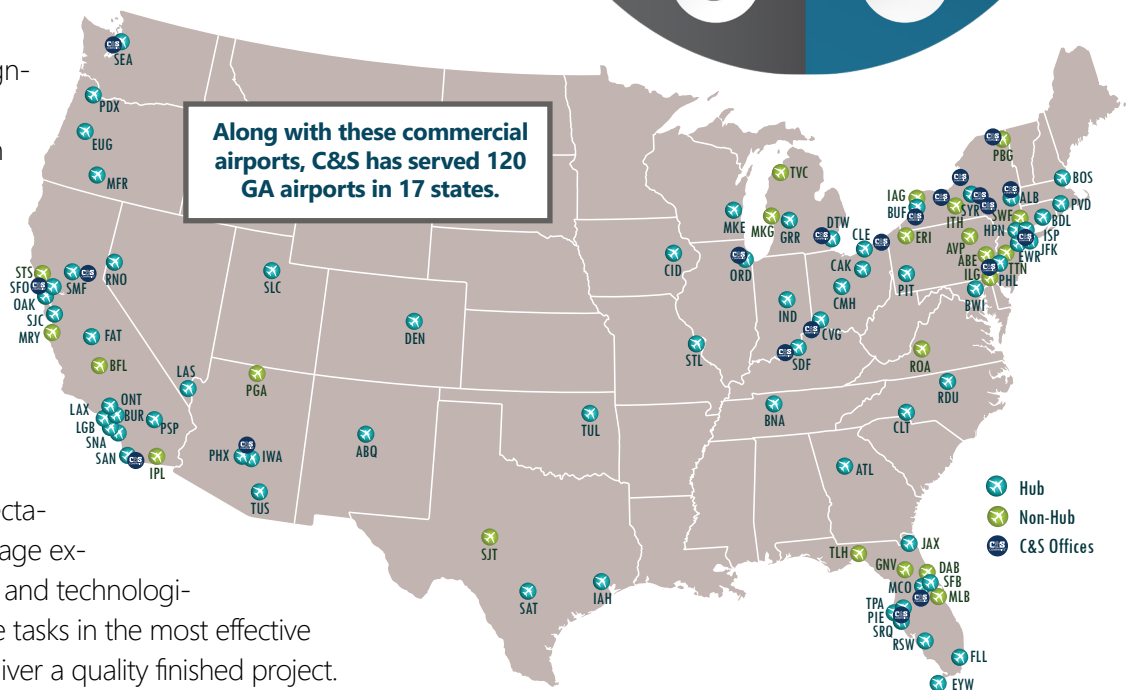 gn-
Along with these commercial
airports, C&S has served 120
GA airports in 17 states.
SEA
PDX
EUG
MFR
STS
SFO
OAK
SJC
MRY
SMF
RNO
FAT
BFL
LAS
LAX
ONT
BUR
LGB
SNA
PSP
SAN
IPL
SLC
PGA
PHX
IWA
TUS
DEN
ABQ
TUL
SJT
SAT
IAH
CID
STL
MKE
ORD
TVC
MKG
GRR
DTW
IND
CLE
CAK
CMH
CVG
SDF
BNA
ATL
PIT
ERI
IAG
BUF
ITH
SYR
PBG
ALB
SWF
HPN
BOS
PVD
BDL
ISP
JFK
EWR
AVP
ABE
TTN
ILG
PHL
BWI
ROA
RDU
CLT
TLH
JAX
GNV
DAB
MCO
SFB
MLB
TPA
PIE
SRQ
RSW
FLL
EYW
Hub
Non-Hub
C&S
C&S Offices
ecta-
age ex-
and technologi-
e tasks in the most effective
iver a quality finished project.